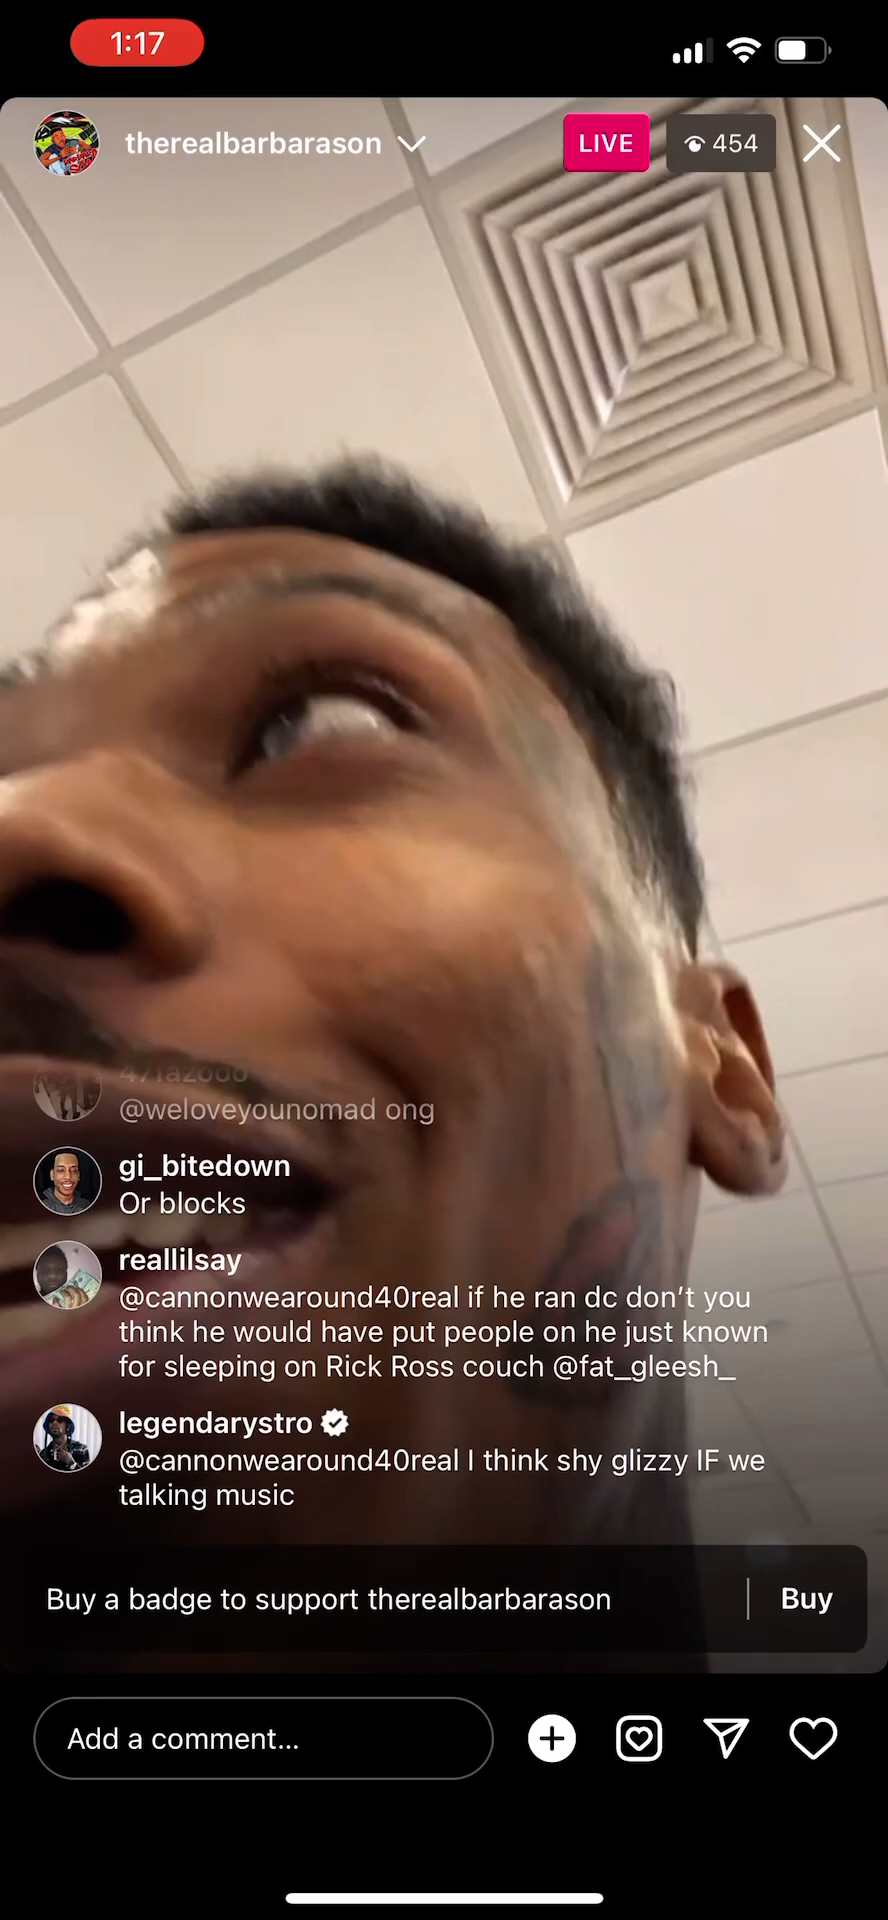 1:17
therealbarbarason
LIVE
454
@weloveyounomad ong
gi_bitedown
Or blocks
reallilsay
@cannonwearound40real if he ran dc don’t you
think he would have put people on he just known
for sleeping on Rick Ross couch @fat_gleesh_
legendarystro
@cannonwearound40real I think shy glizzy IF we
talking music
Buy a badge to support therealbarbarason
Buy
Add a comment...